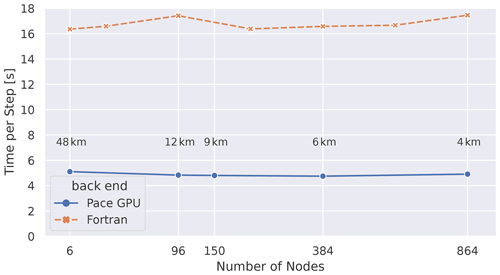 18
16
14
12
10
8
6
4
2
0
Time per Step [s]
48 km
12 km
9 km
6 km
4 km
back end
Pace GPU
Fortran
6
96
150
384
864
Number of Nodes